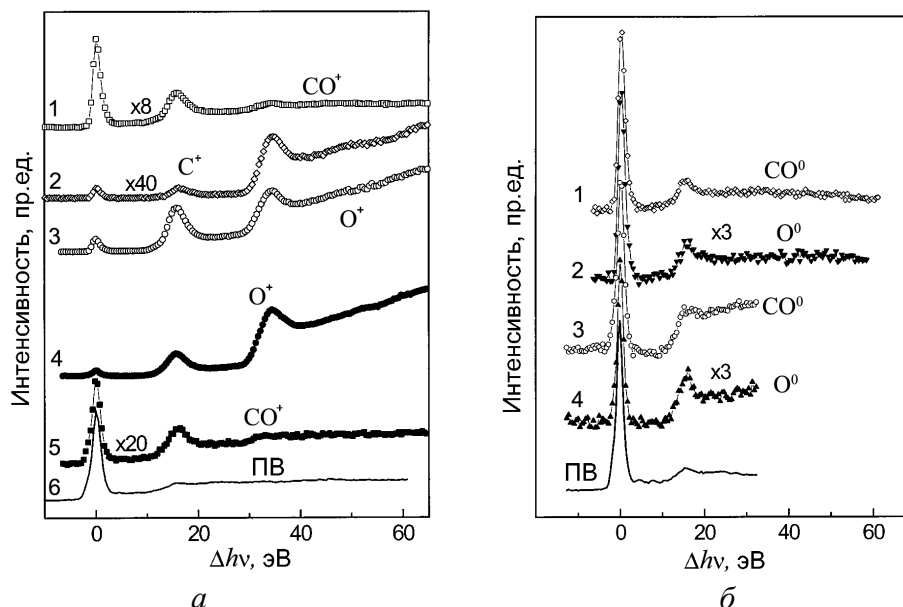 Интенсивность, пр.ед.
1
x8
CO⁺
2
x40
C⁺
3
O⁺
4
O⁺
5
x20
CO⁺
6
ПВ
0 20 40 60
Δhν, эВ
а
Интенсивность, пр.ед.
1
CO⁰
2
x3
O⁰
3
CO⁰
4
x3
O⁰
ПВ
0 20 40 60
Δhν, эВ
б